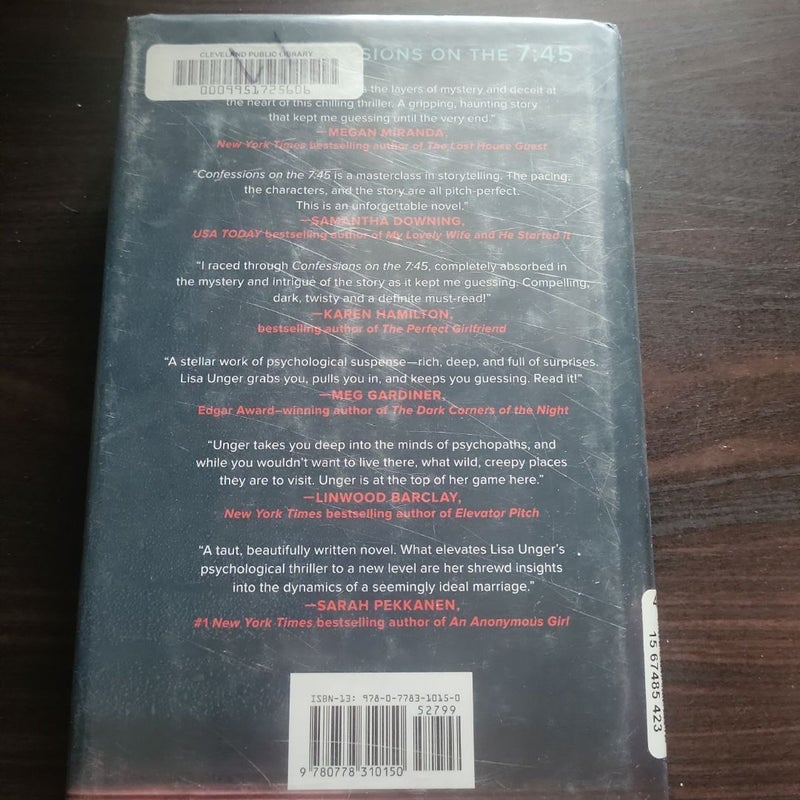 CLEVELAND PUBLIC LIBRARY
0009951725606
SIONS ON THE 7:45
the layers of mystery and deceit at
the heart of this chilling thriller. A gripping, haunting story
that kept me guessing until the very end."
—MEGAN MIRANDA,
New York Times bestselling author of The Last House Guest
"Confessions on the 7:45 is a masterclass in storytelling. The pacing,
the characters, and the story are all pitch-perfect.
This is an unforgettable novel."
—SAMANTHA DOWNING,
USA TODAY bestselling author of My Lovely Wife and He Started It
"I raced through Confessions on the 7:45, completely absorbed in
the mystery and intrigue of the story as it kept me guessing. Compelling,
dark, twisty and a definite must-read!"
—KAREN HAMILTON,
bestselling author of The Perfect Girlfriend
"A stellar work of psychological suspense—rich, deep, and full of surprises.
Lisa Unger grabs you, pulls you in, and keeps you guessing. Read it!"
—MEG GARDINER,
Edgar Award–winning author of The Dark Corners of the Night
"Unger takes you deep into the minds of psychopaths, and
while you wouldn't want to live there, what wild, creepy places
they are to visit. Unger is at the top of her game here."
—LINWOOD BARCLAY,
New York Times bestselling author of Elevator Pitch
"A taut, beautifully written novel. What elevates Lisa Unger's
psychological thriller to a new level are her shrewd insights
into the dynamics of a seemingly ideal marriage."
—SARAH PEKKANEN,
#1 New York Times bestselling author of An Anonymous Girl
15 67485 423
ISBN-13: 978-0-7783-1015-0
52799
9 780778 310150